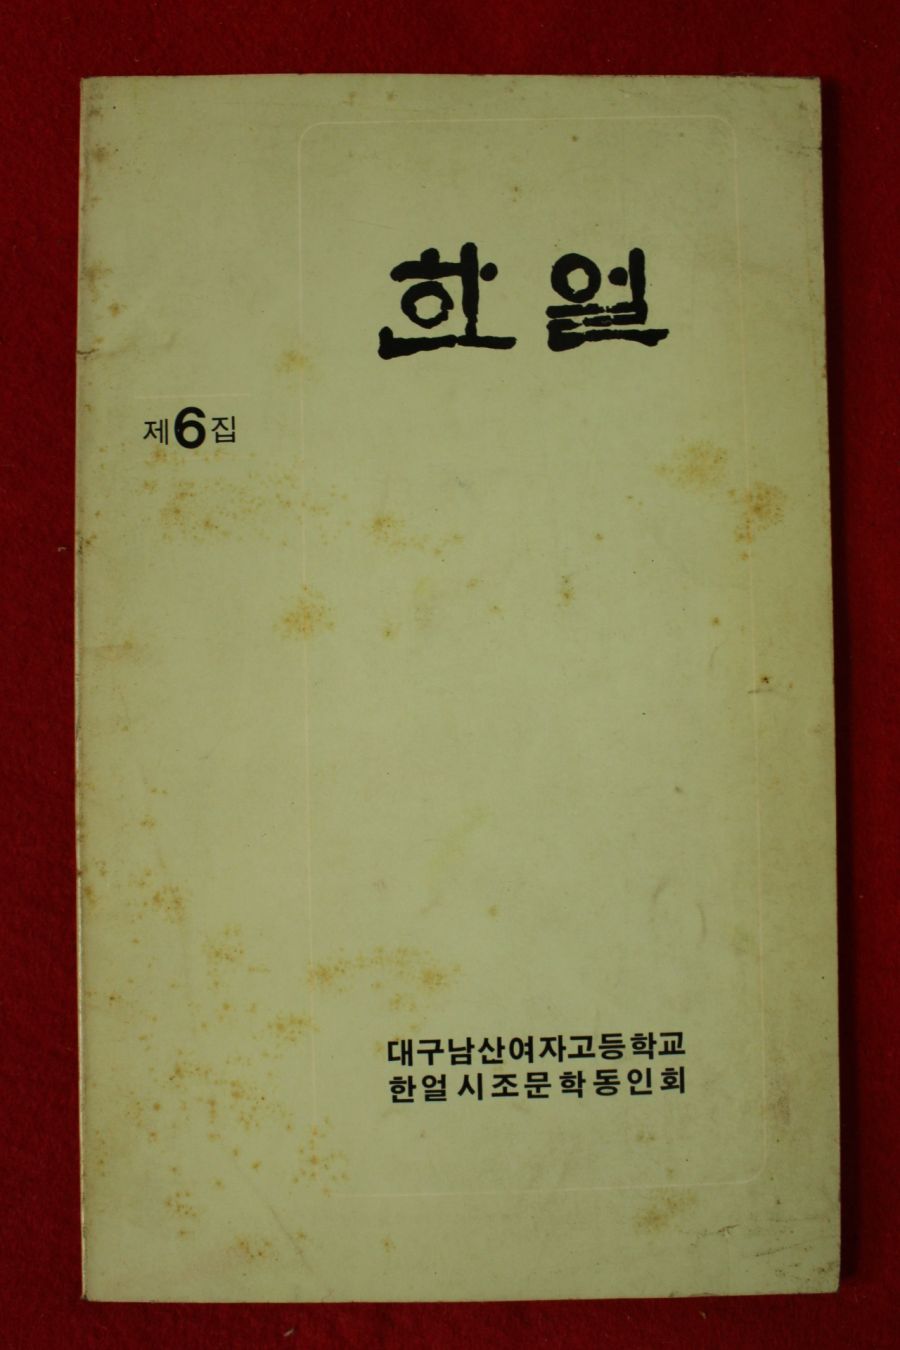 한얼
제6집
대구남산여자고등학교
한얼 시조문학동인회